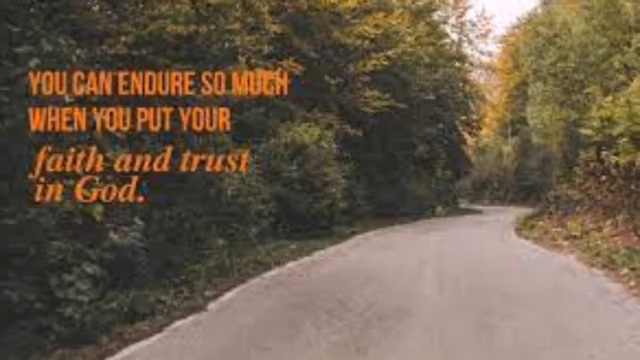 YOU CAN ENDURE SO MUCH
WHEN YOU PUT YOUR
faith and trust
in God.